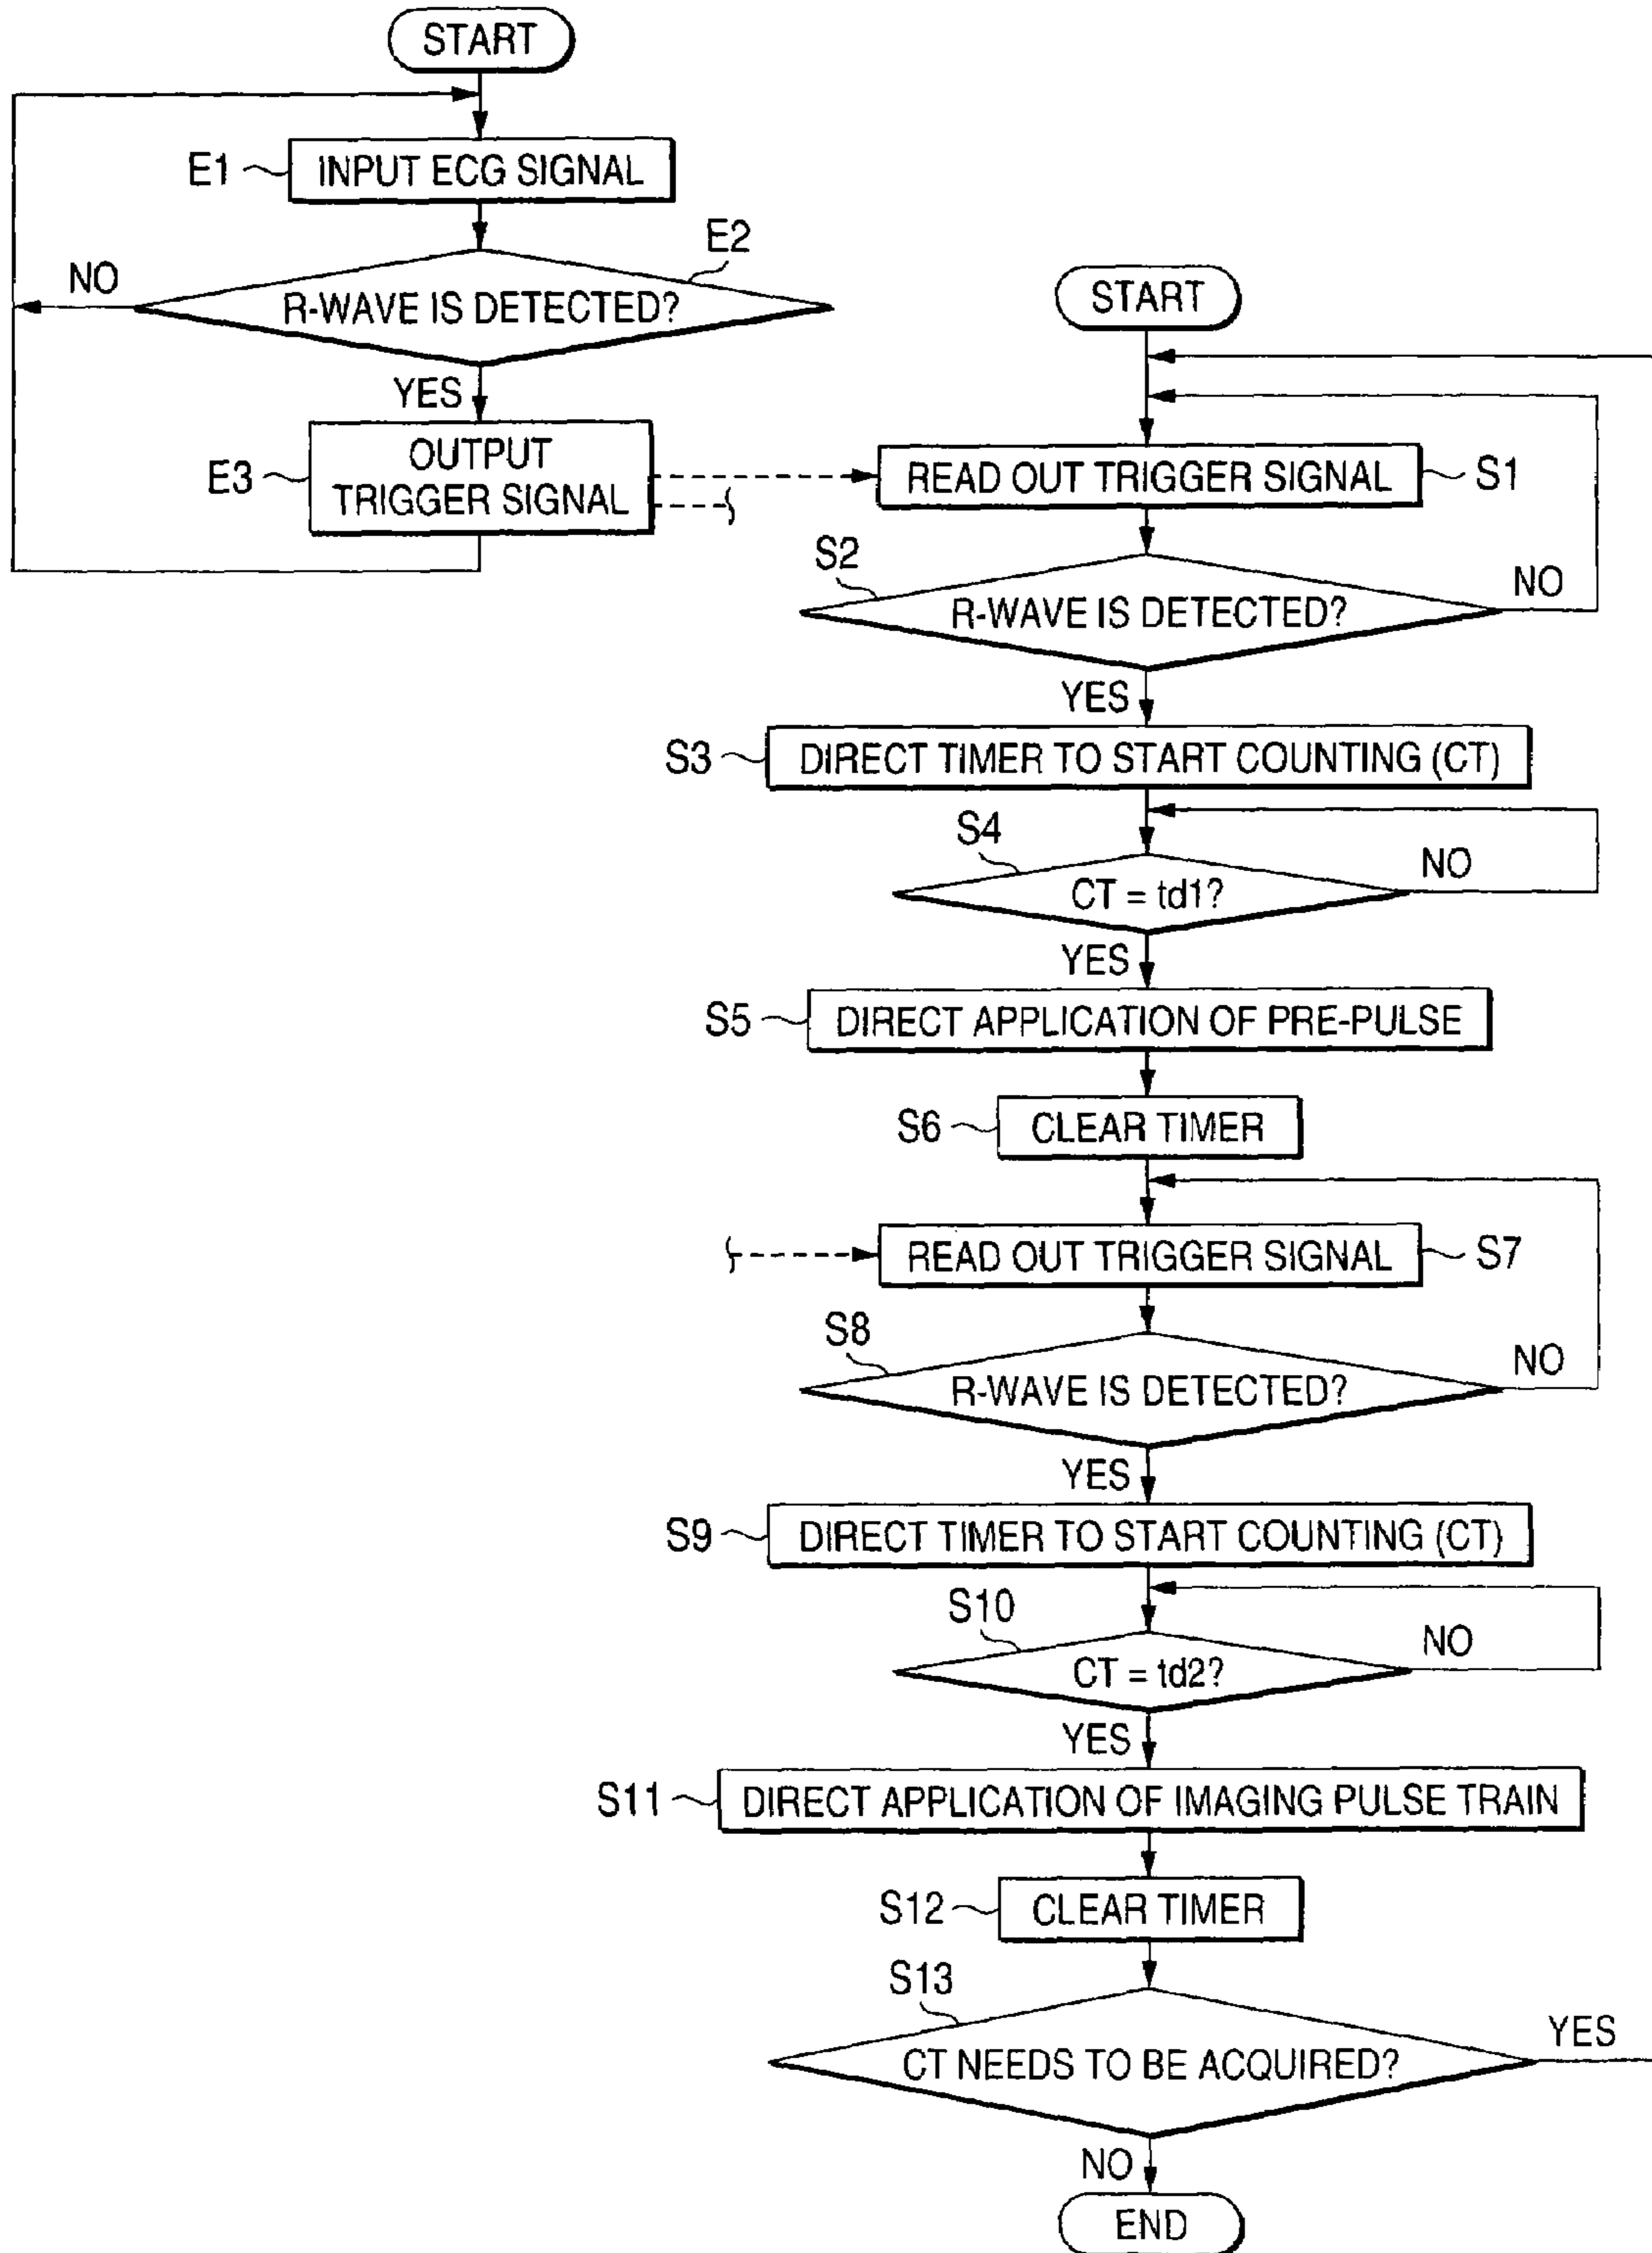 START
E1
INPUT ECG SIGNAL
E2
NO
R-WAVE IS DETECTED?
YES
E3
OUTPUT
TRIGGER SIGNAL
START
READ OUT TRIGGER SIGNAL
S1
S2
R-WAVE IS DETECTED?
NO
YES
S3
DIRECT TIMER TO START COUNTING (CT)
S4
CT = td1?
NO
YES
S5
DIRECT APPLICATION OF PRE-PULSE
S6
CLEAR TIMER
READ OUT TRIGGER SIGNAL
S7
S8
R-WAVE IS DETECTED?
NO
YES
S9
DIRECT TIMER TO START COUNTING (CT)
S10
CT = td2?
NO
YES
S11
DIRECT APPLICATION OF IMAGING PULSE TRAIN
S12
CLEAR TIMER
S13
CT NEEDS TO BE ACQUIRED?
YES
NO
END